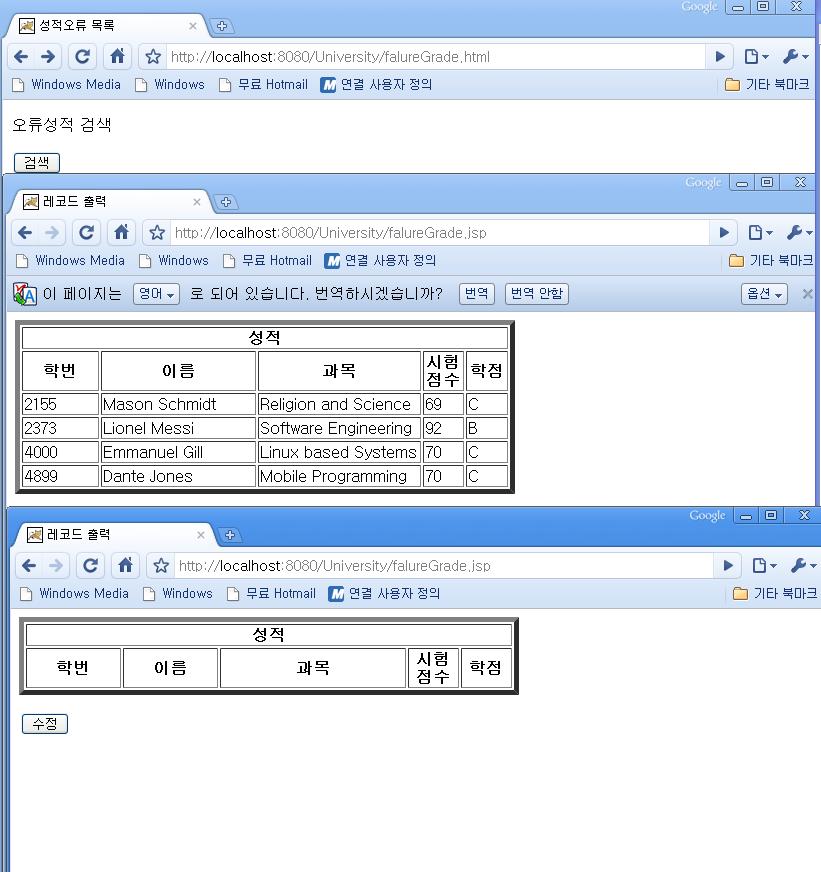 Google
성적오류 목록
http://localhost:8080/University/falureGrade.html
Windows Media Windows 무료 Hotmail 연결 사용자 정의 기타 북마크
오류성적 검색
검색
Google
레코드 출력
http://localhost:8080/University/falureGrade.jsp
Windows Media Windows 무료 Hotmail 연결 사용자 정의 기타 북마크
이 페이지는 영어 로 되어 있습니다. 번역하시겠습니까? 번역 번역 안함 옵션
성적
학번 이름 과목 시험 점수 학점
2155 Mason Schmidt Religion and Science 69 C
2373 Lionel Messi Software Engineering 92 B
4000 Emmanuel Gill Linux based Systems 70 C
4899 Dante Jones Mobile Programming 70 C
Google
레코드 출력
http://localhost:8080/University/falureGrade.jsp
Windows Media Windows 무료 Hotmail 연결 사용자 정의 기타 북마크
성적
학번 이름 과목 시험 점수 학점
수정